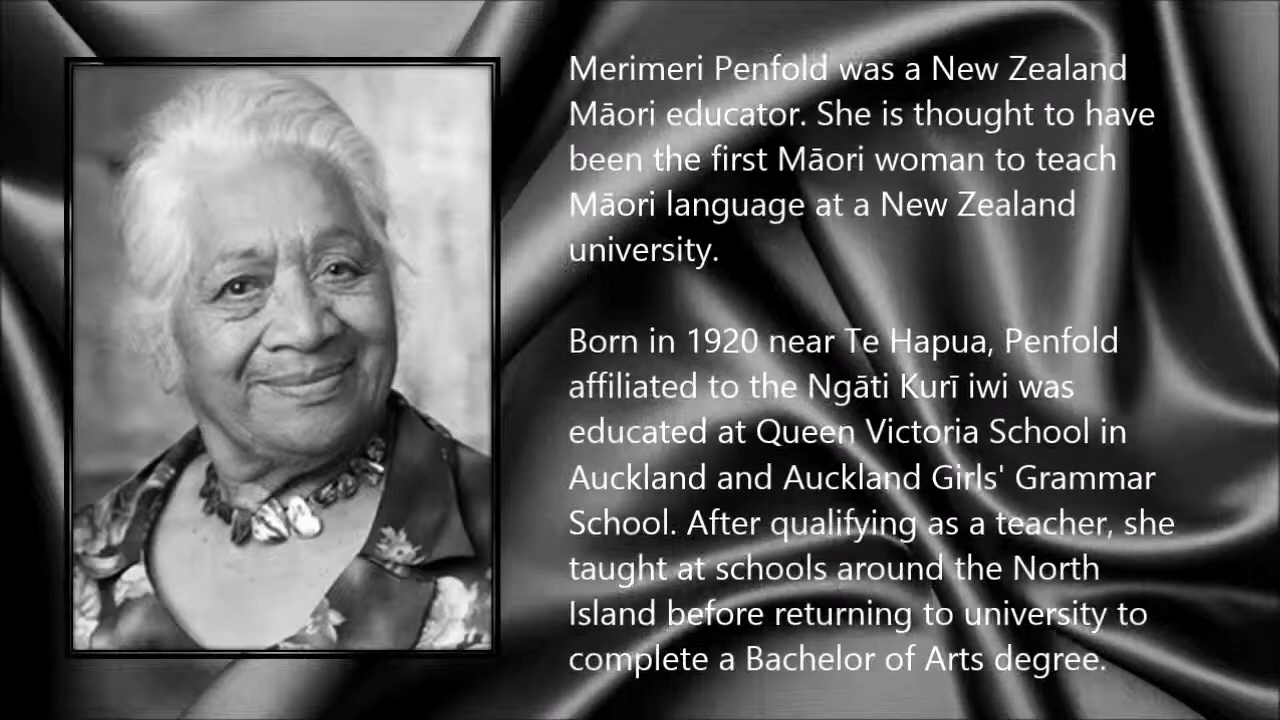 Merimeri Penfold was a New Zealand
Māori educator. She is thought to have
been the first Māori woman to teach
Māori language at a New Zealand
university.
Born in 1920 near Te Hapua, Penfold
affiliated to the Ngāti Kurī iwi was
educated at Queen Victoria School in
Auckland and Auckland Girls' Grammar
School. After qualifying as a teacher, she
taught at schools around the North
Island before returning to university to
complete a Bachelor of Arts degree.